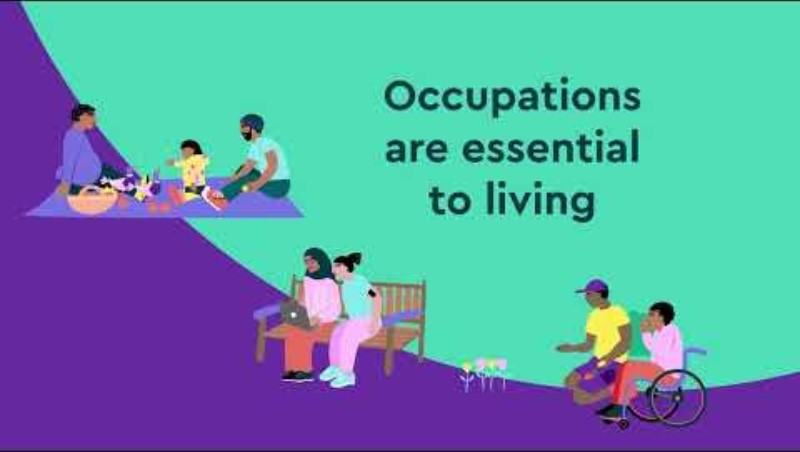 Occupations
are essential
to living